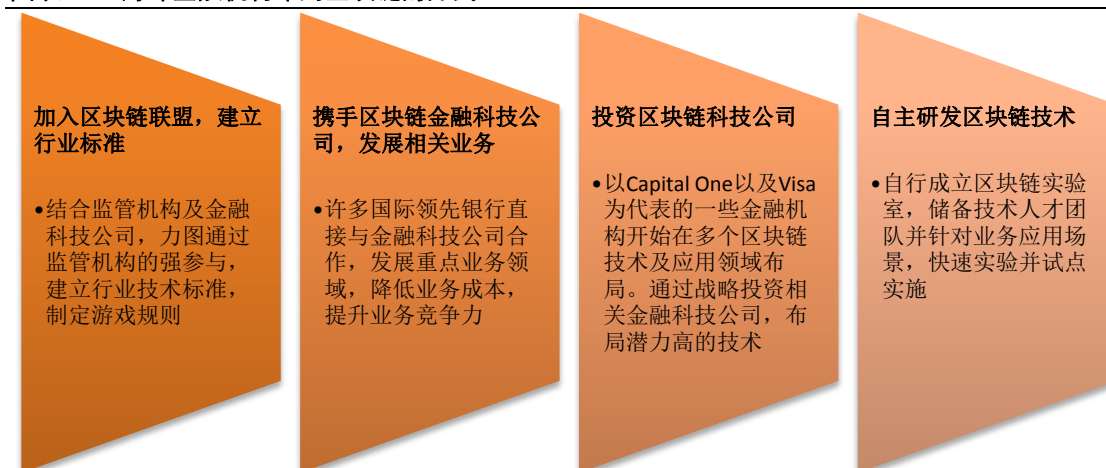 加入区块链联盟，建立
行业标准
•结合监管机构及金融
科技公司，力图通过
监管机构的强参与，
建立行业技术标准，
制定游戏规则
携手区块链金融科技公
司，发展相关业务
•许多国际领先银行直
接与金融科技公司合
作，发展重点业务领
域，降低业务成本，
提升业务竞争力
投资区块链科技公司
•以Capital One以及Visa
为代表的一些金融机
构开始在多个区块链
技术及应用领域布
局。通过战略投资相
关金融科技公司，布
局潜力高的技术
自主研发区块链技术
•自行成立区块链实验
室，储备技术人才团
队并针对业务应用场
景，快速实验并试点
实施